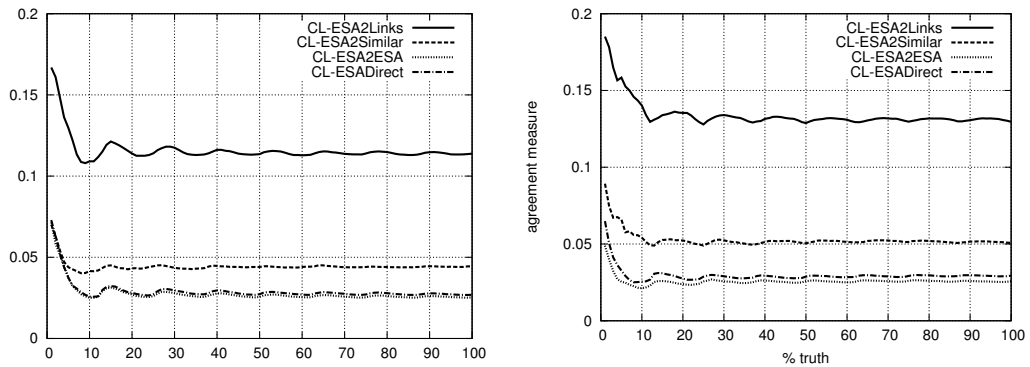 0.2
0.15
0.1
0.05
0
0 10 20 30 40 50 60 70 80 90 100
CL-ESA2Links
CL-ESA2Similar
CL-ESA2ESA
CL-ESADirect
agreement measure
0.2
0.15
0.1
0.05
0
0 10 20 30 40 50 60 70 80 90 100
% truth
CL-ESA2Links
CL-ESA2Similar
CL-ESA2ESA
CL-ESADirect